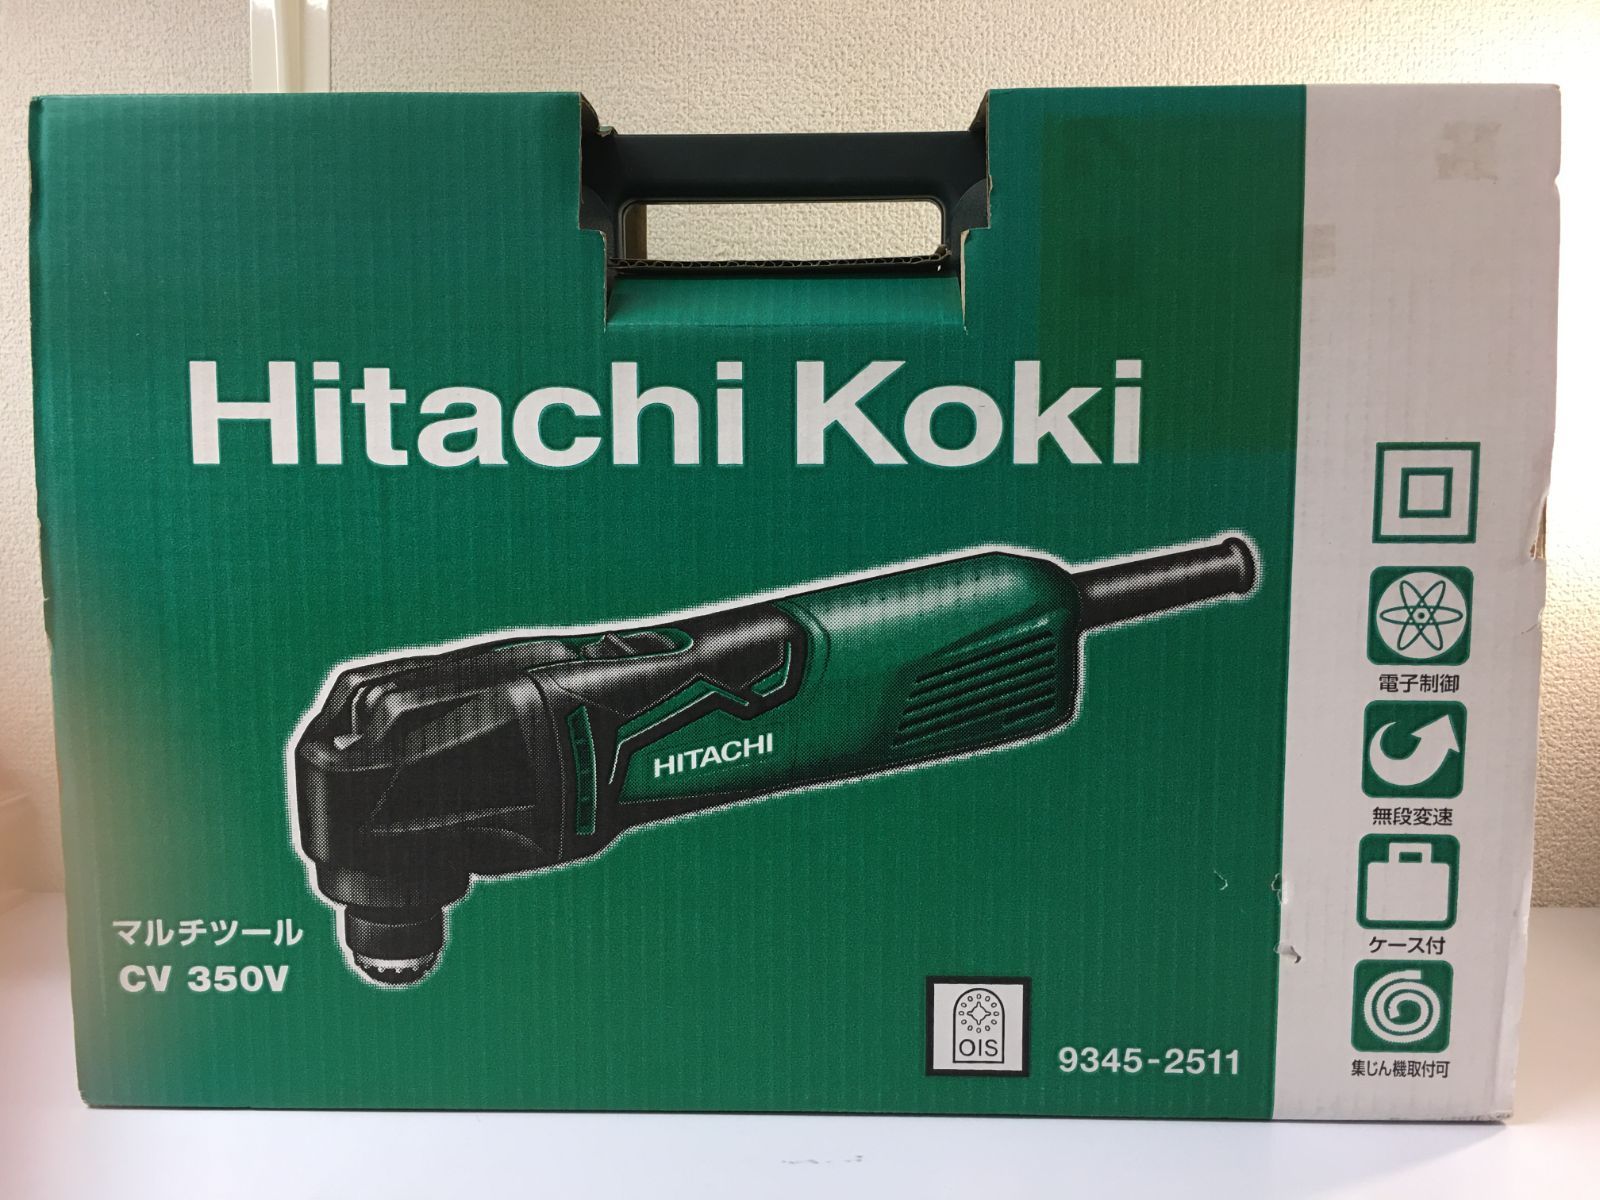 Hitachi Koki
HITACHI
マルチツール
CV 350V
OIS
9345-2511
電子制御
無段変速
ケース付
集じん機取付可